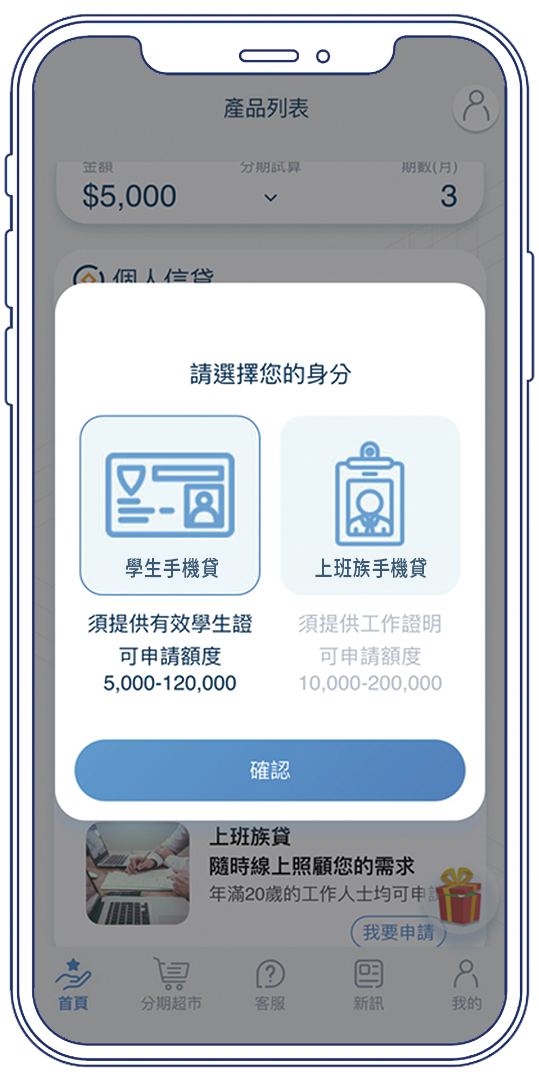 產品列表
金額 分期試算 期數(月)
$5,000 3
個人信貸
請選擇您的身分
學生手機貸 上班族手機貸
須提供有效學生證 須提供工作證明
可申請額度 可申請額度
5,000-120,000 10,000-200,000
確認
上班族貸
隨時線上照顧您的需求
年滿20歲的工作人士均可申
我要申請
首頁 分期超市 客服 新訊 我的